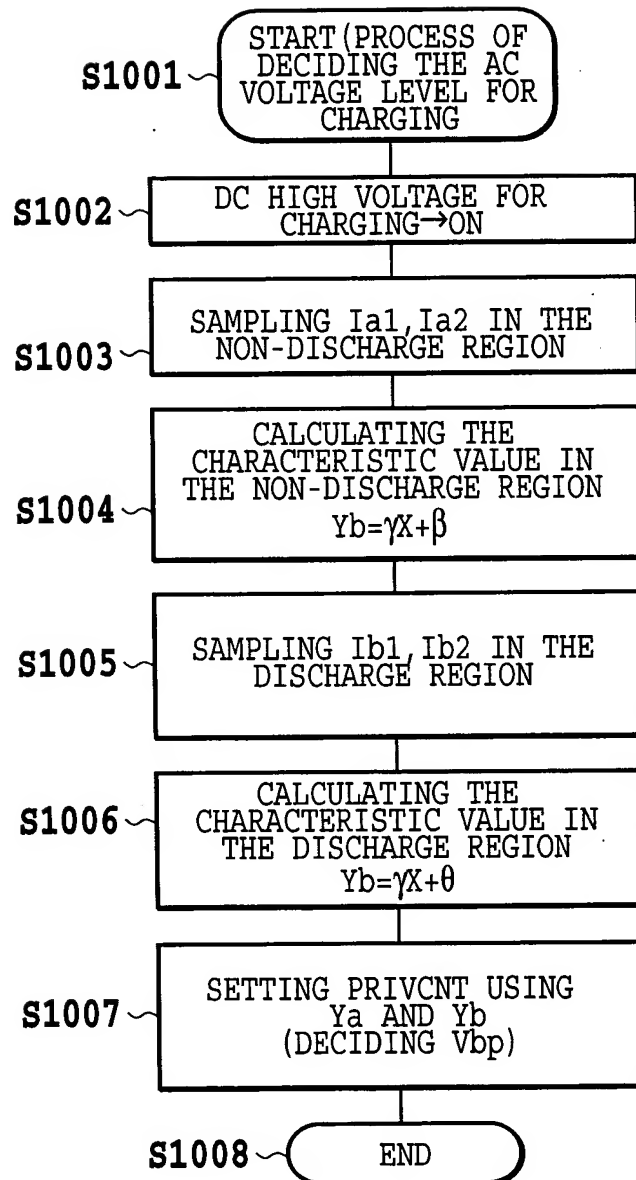 START(PROCESS OF
DECIDING THE AC
VOLTAGE LEVEL FOR
CHARGING
S1001
DC HIGH VOLTAGE FOR
CHARGING→ON
S1002
SAMPLING Ia1,Ia2 IN THE
NON-DISCHARGE REGION
S1003
CALCULATING THE
CHARACTERISTIC VALUE IN
THE NON-DISCHARGE REGION
Yb=γX+β
S1004
SAMPLING Ib1,Ib2 IN THE
DISCHARGE REGION
S1005
CALCULATING THE
CHARACTERISTIC VALUE IN
THE DISCHARGE REGION
Yb=γX+θ
S1006
SETTING PRIVCNT USING
Ya AND Yb
(DECIDING Vbp)
S1007
END
S1008